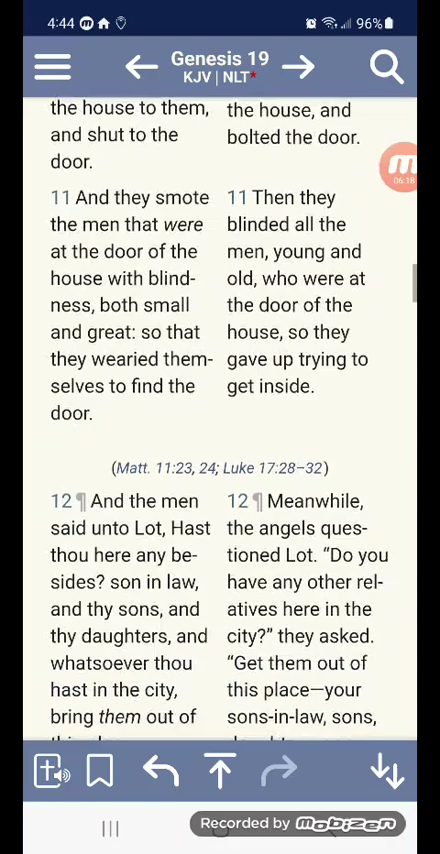 4:44 96%
Genesis 19
KJV | NLT*
the house to them,
and shut to the
door.
the house, and
bolted the door.
06:18
11 And they smote
the men that were
at the door of the
house with blind-
ness, both small
and great: so that
they wearied them-
selves to find the
door.
11 Then they
blinded all the
men, young and
old, who were at
the door of the
house, so they
gave up trying to
get inside.
(Matt. 11:23, 24; Luke 17:28–32)
12 ¶ And the men
said unto Lot, Hast
thou here any be-
sides? son in law,
and thy sons, and
thy daughters, and
whatsoever thou
hast in the city,
bring them out of
12 ¶ Meanwhile,
the angels ques-
tioned Lot. “Do you
have any other rel-
atives here in the
city?” they asked.
“Get them out of
this place—your
sons-in-law, sons,
Recorded by mobizen